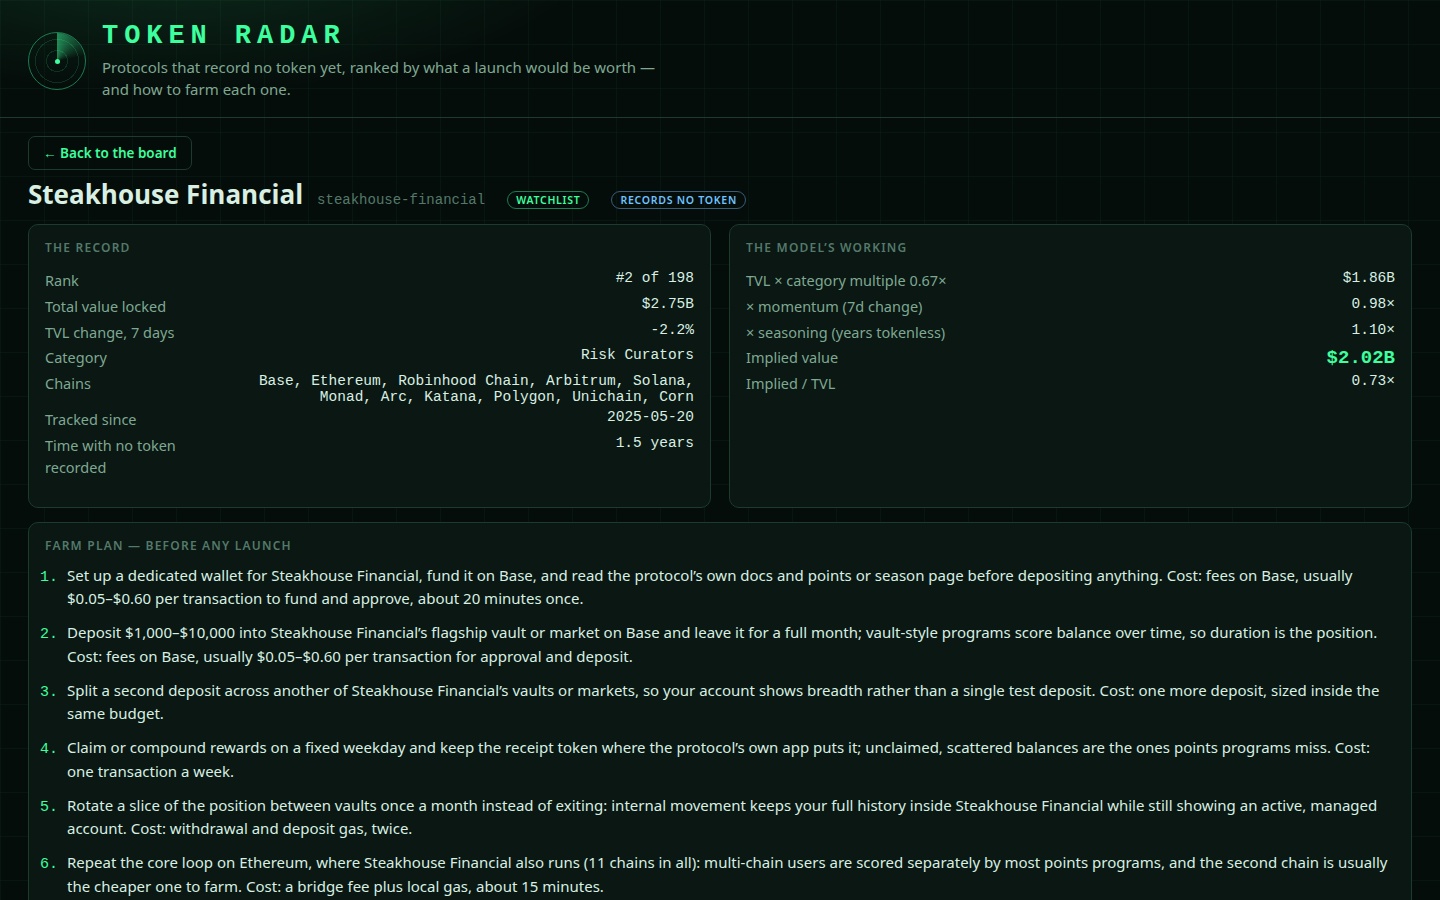 TOKEN RADAR
Protocols that record no token yet, ranked by what a launch would be worth —
and how to farm each one.
← Back to the board
Steakhouse Financial steakhouse-financial WATCHLIST RECORDS NO TOKEN
THE RECORD
Rank #2 of 198
Total value locked $2.75B
TVL change, 7 days -2.2%
Category Risk Curators
Chains Base, Ethereum, Robinhood Chain, Arbitrum, Solana,
Monad, Arc, Katana, Polygon, Unichain, Corn
Tracked since 2025-05-20
Time with no token 1.5 years
recorded
THE MODEL’S WORKING
TVL × category multiple 0.67× $1.86B
× momentum (7d change) 0.98×
× seasoning (years tokenless) 1.10×
Implied value $2.02B
Implied / TVL 0.73×
FARM PLAN — BEFORE ANY LAUNCH
1. Set up a dedicated wallet for Steakhouse Financial, fund it on Base, and read the protocol’s own docs and points or season page before depositing anything. Cost: fees on Base, usually
$0.05–$0.60 per transaction to fund and approve, about 20 minutes once.
2. Deposit $1,000–$10,000 into Steakhouse Financial’s flagship vault or market on Base and leave it for a full month; vault-style programs score balance over time, so duration is the position.
Cost: fees on Base, usually $0.05–$0.60 per transaction for approval and deposit.
3. Split a second deposit across another of Steakhouse Financial’s vaults or markets, so your account shows breadth rather than a single test deposit. Cost: one more deposit, sized inside the
same budget.
4. Claim or compound rewards on a fixed weekday and keep the receipt token where the protocol’s own app puts it; unclaimed, scattered balances are the ones points programs miss. Cost:
one transaction a week.
5. Rotate a slice of the position between vaults once a month instead of exiting: internal movement keeps your full history inside Steakhouse Financial while still showing an active, managed
account. Cost: withdrawal and deposit gas, twice.
6. Repeat the core loop on Ethereum, where Steakhouse Financial also runs (11 chains in all): multi-chain users are scored separately by most points programs, and the second chain is usually
the cheaper one to farm. Cost: a bridge fee plus local gas, about 15 minutes.